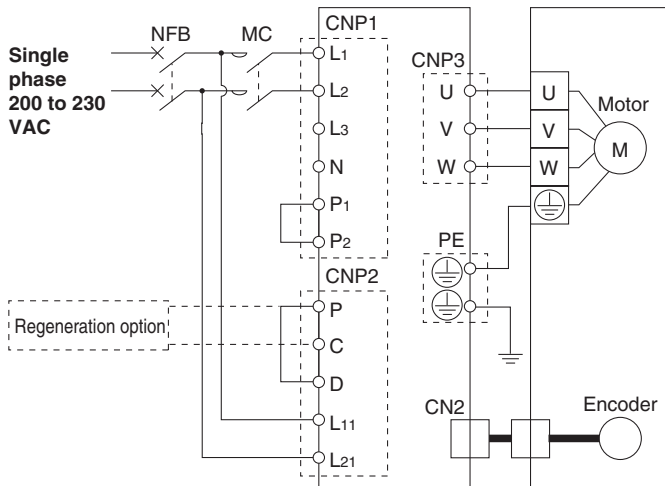 NFB
MC
CNP1
Single
phase
200 to 230
VAC
L1
L2
L3
N
P1
P2
CNP3
U
V
W
U
V
W
Motor
M
PE
CNP2
Regeneration option
P
C
D
L11
L21
CN2
Encoder